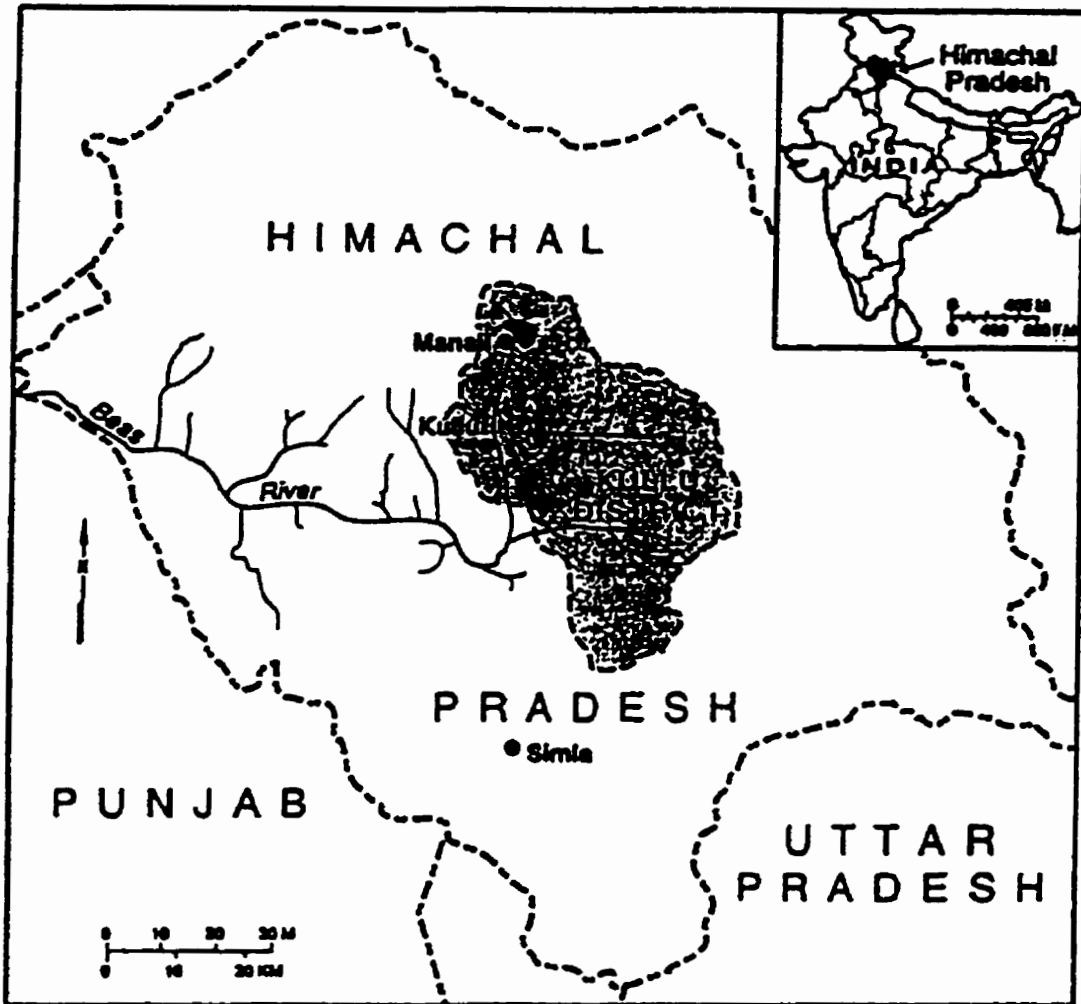 Himachal
Pradesh
INDIA
HIMACHAL
Manali
Beas
River
KULLU
DISTRICT
PRADESH
Simla
PUNJAB
UTTAR
PRADESH
N
0 10 20 30 M
0 10 20 KM